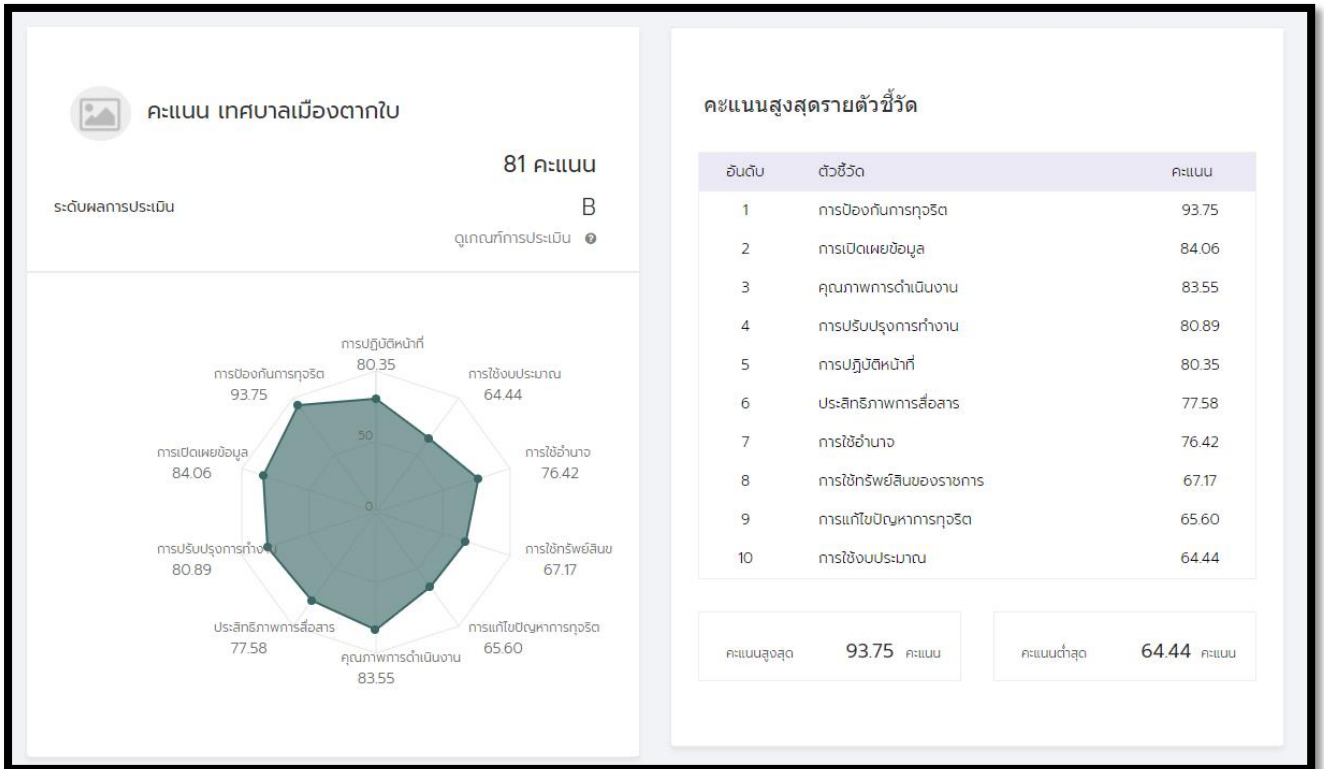 คะแนน เทศบาลเมืองตากใบ
81 คะแนน
ระดับผลการประเมิน B
ดูเกณฑ์การประเมิน ?
การปฏิบัติหน้าที่
80.35
การป้องกันการทุจริต
93.75
การใช้งบประมาณ
64.44
50
การเปิดเผยข้อมูล
84.06
การใช้อำนาจ
76.42
0
การปรับปรุงการทำงาน
80.89
การใช้ทรัพย์สินข
67.17
ประสิทธิภาพการสื่อสาร
77.58
การแก้ไขปัญหาการทุจริต
65.60
คุณภาพการดำเนินงาน
83.55
คะแนนสูงสุดรายตัวชี้วัด
อันดับ ตัวชี้วัด คะแนน
1 การป้องกันการทุจริต 93.75
2 การเปิดเผยข้อมูล 84.06
3 คุณภาพการดำเนินงาน 83.55
4 การปรับปรุงการทำงาน 80.89
5 การปฏิบัติหน้าที่ 80.35
6 ประสิทธิภาพการสื่อสาร 77.58
7 การใช้อำนาจ 76.42
8 การใช้ทรัพย์สินของราชการ 67.17
9 การแก้ไขปัญหาการทุจริต 65.60
10 การใช้งบประมาณ 64.44
คะแนนสูงสุด 93.75 คะแนน
คะแนนต่ำสุด 64.44 คะแนน